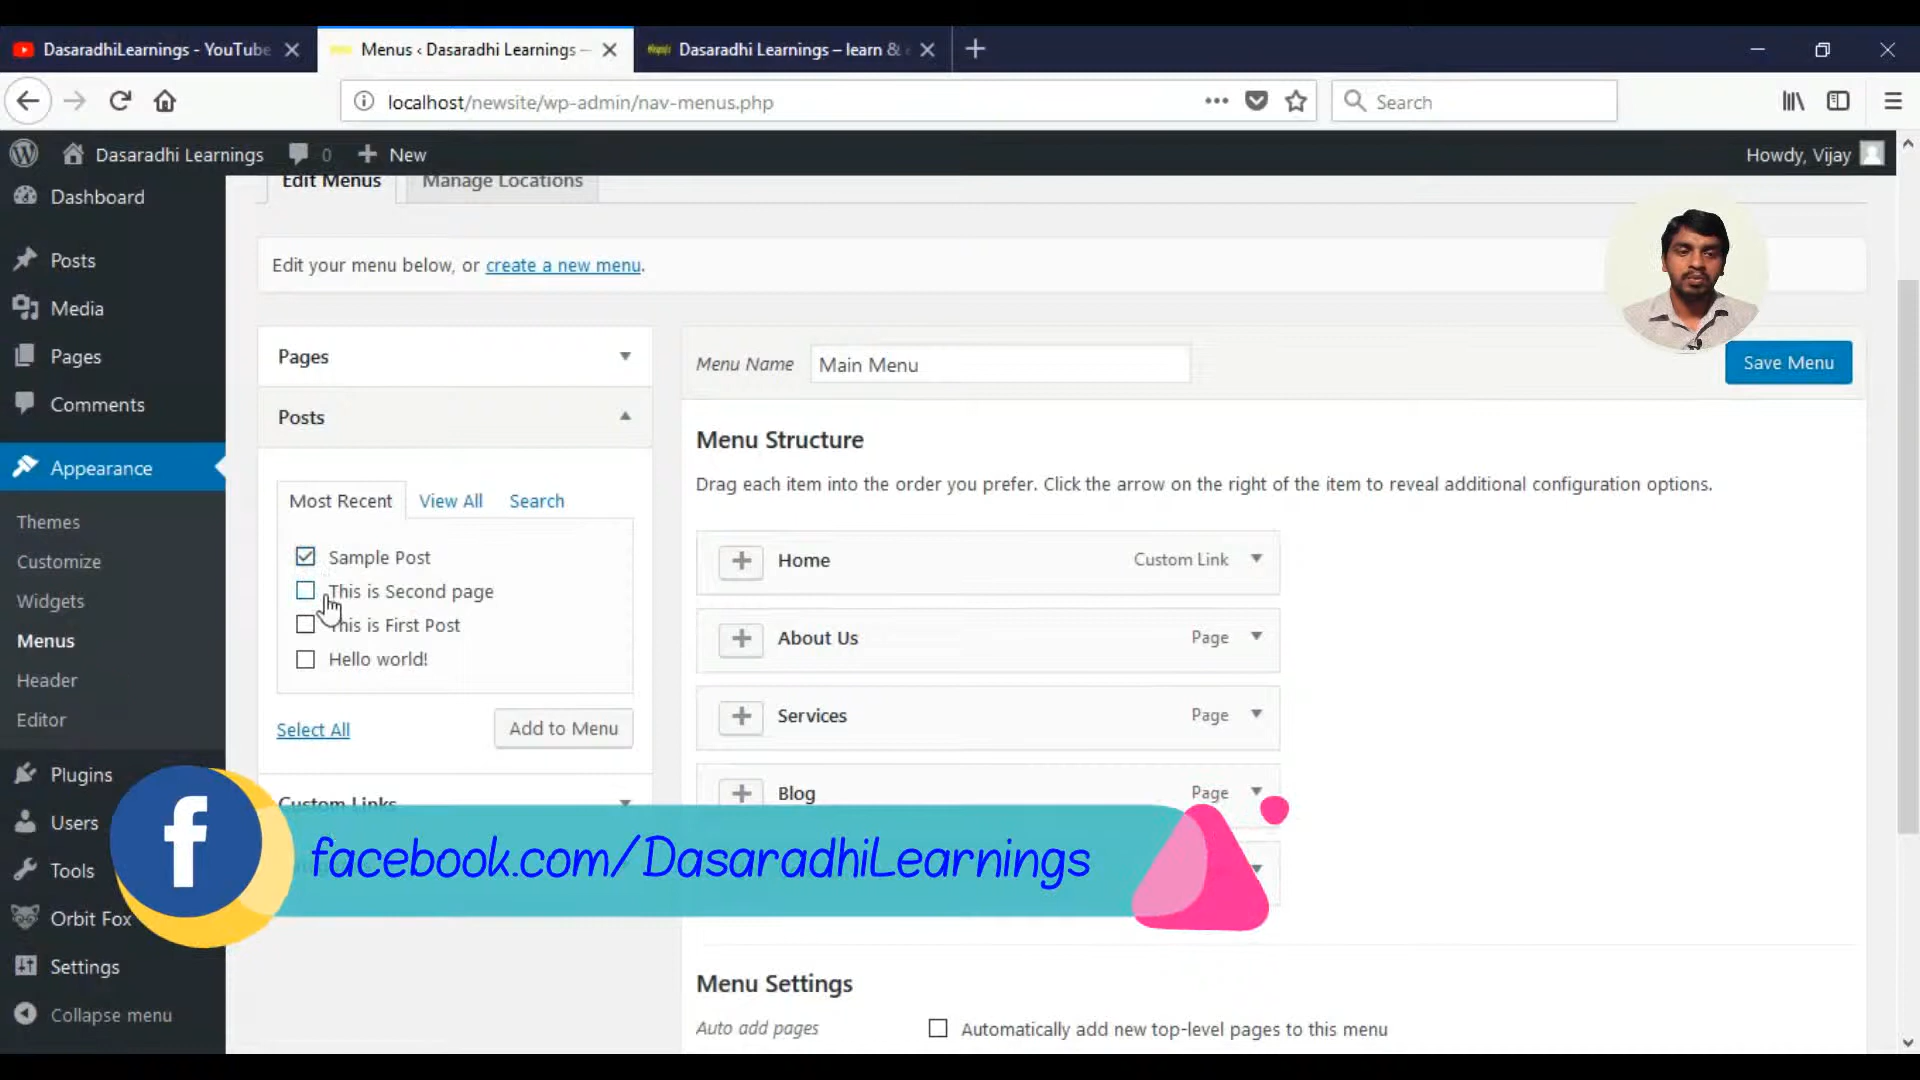 DasaradhiLearnings - YouTube
Menus ‹ Dasaradhi Learnings —
Dasaradhi Learnings – learn &
localhost/newsite/wp-admin/nav-menus.php
Search
Dasaradhi Learnings
0
New
Howdy, Vijay
Dashboard
Posts
Media
Pages
Comments
Appearance
Themes
Customize
Widgets
Menus
Header
Editor
Plugins
Users
Tools
Orbit Fox
Settings
Collapse menu
Edit Menus
Manage Locations
Edit your menu below, or create a new menu.
Pages
Posts
Most Recent
View All
Search
Sample Post
This is Second page
This is First Post
Hello world!
Select All
Add to Menu
Custom Links
Menu Name
Main Menu
Save Menu
Menu Structure
Drag each item into the order you prefer. Click the arrow on the right of the item to reveal additional configuration options.
Home
Custom Link
About Us
Page
Services
Page
Blog
Page
facebook.com/DasaradhiLearnings
Menu Settings
Auto add pages
Automatically add new top-level pages to this menu